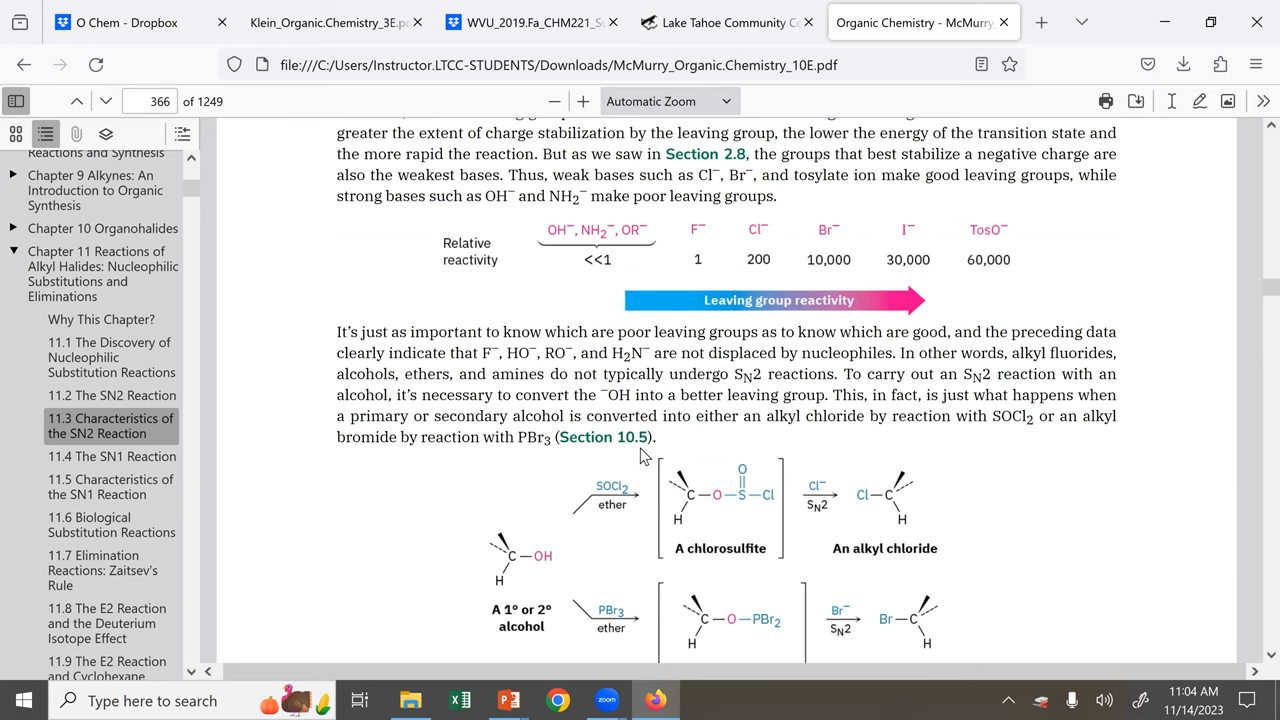 O Chem - Dropbox
Klein_Organic.Chemistry_3E.pd
WVU_2019.Fa_CHM221_S
Lake Tahoe Community Co
Organic Chemistry - McMurry
file:///C:/Users/Instructor.LTCC-STUDENTS/Downloads/McMurry_Organic.Chemistry_10E.pdf
366 of 1249
Automatic Zoom
Reactions and Synthesis
Chapter 9 Alkynes: An
Introduction to Organic
Synthesis
Chapter 10 Organohalides
Chapter 11 Reactions of
Alkyl Halides: Nucleophilic
Substitutions and
Eliminations
Why This Chapter?
11.1 The Discovery of
Nucleophilic
Substitution Reactions
11.2 The SN2 Reaction
11.3 Characteristics of
the SN2 Reaction
11.4 The SN1 Reaction
11.5 Characteristics of
the SN1 Reaction
11.6 Biological
Substitution Reactions
11.7 Elimination
Reactions: Zaitsev's
Rule
11.8 The E2 Reaction
and the Deuterium
Isotope Effect
11.9 The E2 Reaction
and Cyclohexane
greater the extent of charge stabilization by the leaving group, the lower the energy of the transition state and
the more rapid the reaction. But as we saw in Section 2.8, the groups that best stabilize a negative charge are
also the weakest bases. Thus, weak bases such as Cl⁻, Br⁻, and tosylate ion make good leaving groups, while
strong bases such as OH⁻ and NH₂⁻ make poor leaving groups.
OH⁻, NH₂⁻, OR⁻ F⁻ Cl⁻ Br⁻ I⁻ TosO⁻
Relative
reactivity <<1 1 200 10,000 30,000 60,000
Leaving group reactivity
It's just as important to know which are poor leaving groups as to know which are good, and the preceding data
clearly indicate that F⁻, HO⁻, RO⁻, and H₂N⁻ are not displaced by nucleophiles. In other words, alkyl fluorides,
alcohols, ethers, and amines do not typically undergo SN2 reactions. To carry out an SN2 reaction with an
alcohol, it's necessary to convert the ⁻OH into a better leaving group. This, in fact, is just what happens when
a primary or secondary alcohol is converted into either an alkyl chloride by reaction with SOCl₂ or an alkyl
bromide by reaction with PBr₃ (Section 10.5).
SOCl₂
ether
O
C—O—S—Cl
H
A chlorosulfite
Cl⁻
SN2
Cl—C
H
An alkyl chloride
C—OH
H
A 1° or 2°
alcohol
PBr₃
ether
C—O—PBr₂
H
Br⁻
SN2
Br—C
H
Type here to search
11:04 AM
11/14/2023